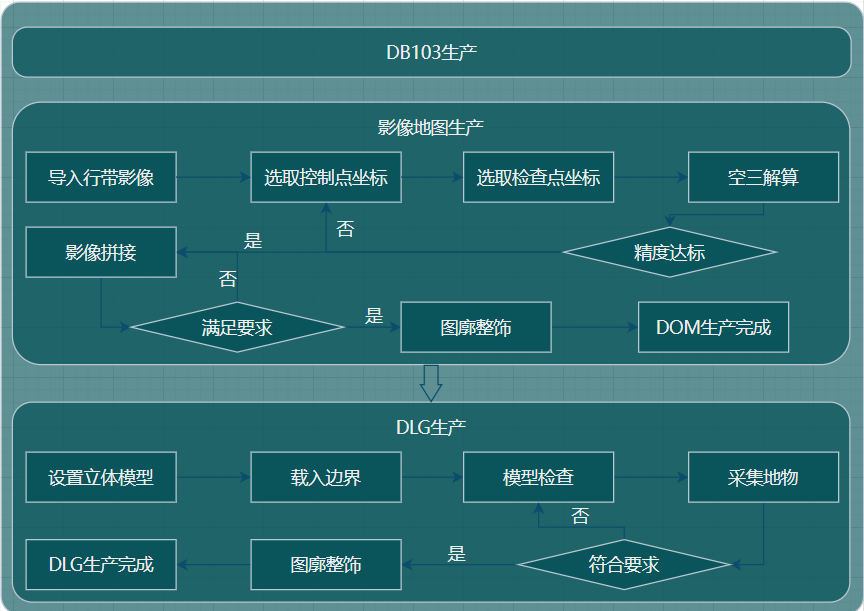 DB103生产
影像地图生产
导入行带影像
选取控制点坐标
选取检查点坐标
空三解算
影像拼接
是
否
精度达标
否
满足要求
是
图廓整饰
DOM生产完成
DLG生产
设置立体模型
载入边界
模型检查
采集地物
否
DLG生产完成
图廓整饰
是
符合要求